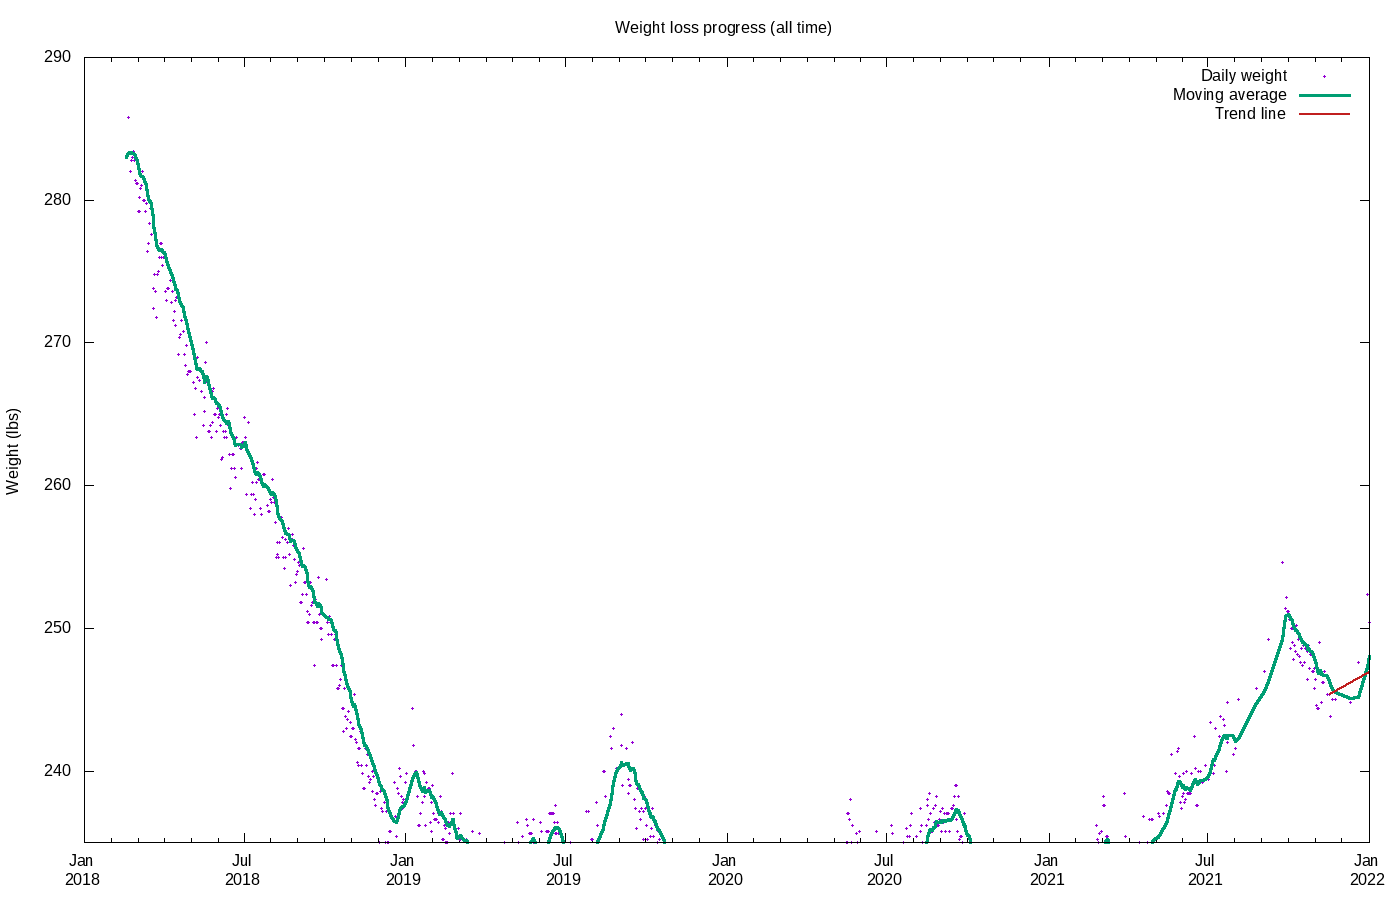 Weight loss progress (all time)
Daily weight
Moving average
Trend line
Weight (lbs)
290
280
270
260
250
240
Jan 2018
Jul 2018
Jan 2019
Jul 2019
Jan 2020
Jul 2020
Jan 2021
Jul 2021
Jan 2022